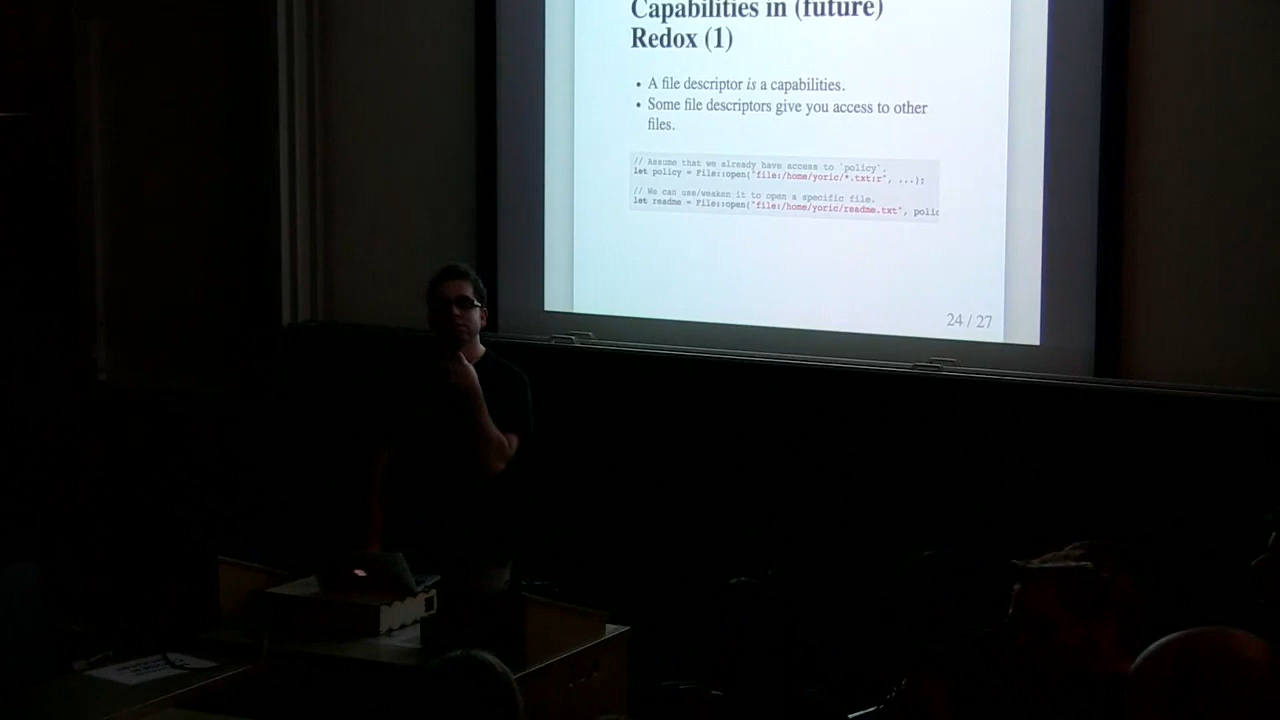 Capabilities in (future)
Redox (1)
• A file descriptor is a capabilities.
• Some file descriptors give you access to other
files.
// Assume that we already have access to `policy`.
let policy = File::open("file:/home/yoric/*.txt:r", ...);
// We can use/weaken it to open a specific file.
let readme = File::open("file:/home/yoric/readme.txt", polic
24 / 27